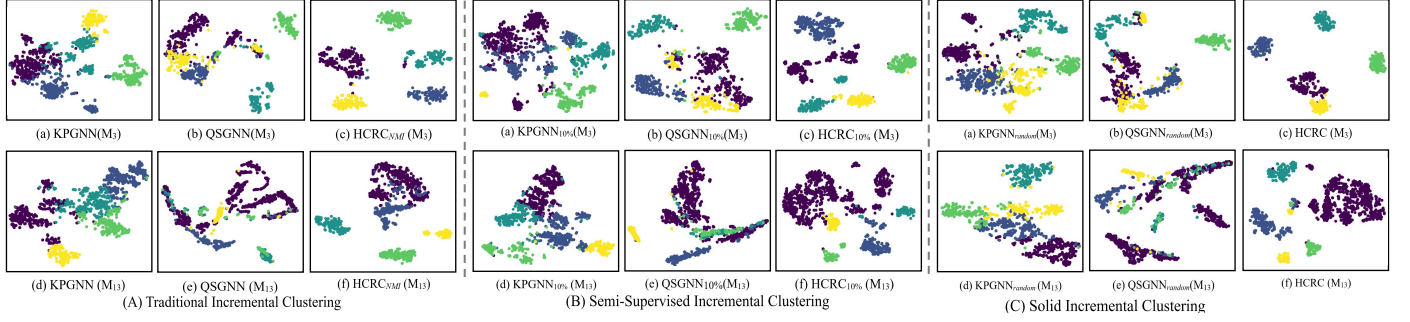 (a) KPGNN(M3)
(b) QSGNN(M3)
(c) HCRCNMI (M3)
(d) KPGNN (M13)
(e) QSGNN (M13)
(f) HCRCNMI (M13)
(A) Traditional Incremental Clustering
(a) KPGNN10%(M3)
(b) QSGNN10%(M3)
(c) HCRC10% (M3)
(d) KPGNN10% (M13)
(e) QSGNN10%(M13)
(f) HCRC10% (M13)
(B) Semi-Supervised Incremental Clustering
(a) KPGNNrandom(M3)
(b) QSGNNrandom(M3)
(c) HCRC (M3)
(d) KPGNNrandom(M13)
(e) QSGNNrandom(M13)
(f) HCRC (M13)
(C) Solid Incremental Clustering